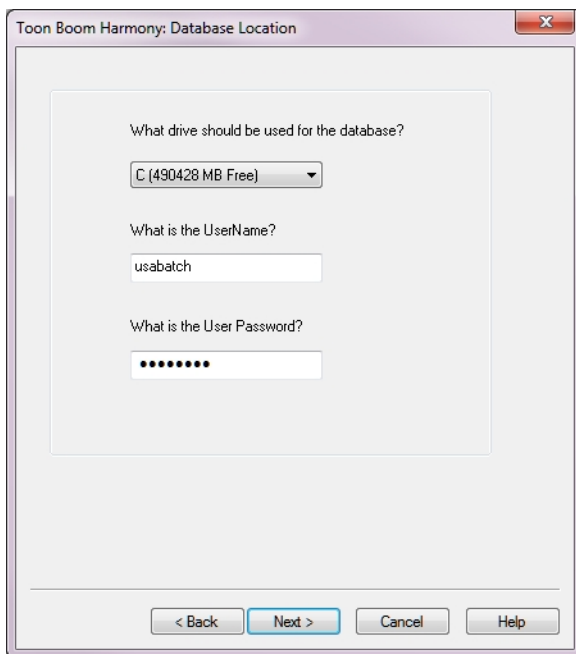 Toon Boom Harmony: Database Location
What drive should be used for the database?
C (490428 MB Free)
What is the UserName?
usabatch
What is the User Password?
••••••••
< Back Next > Cancel Help